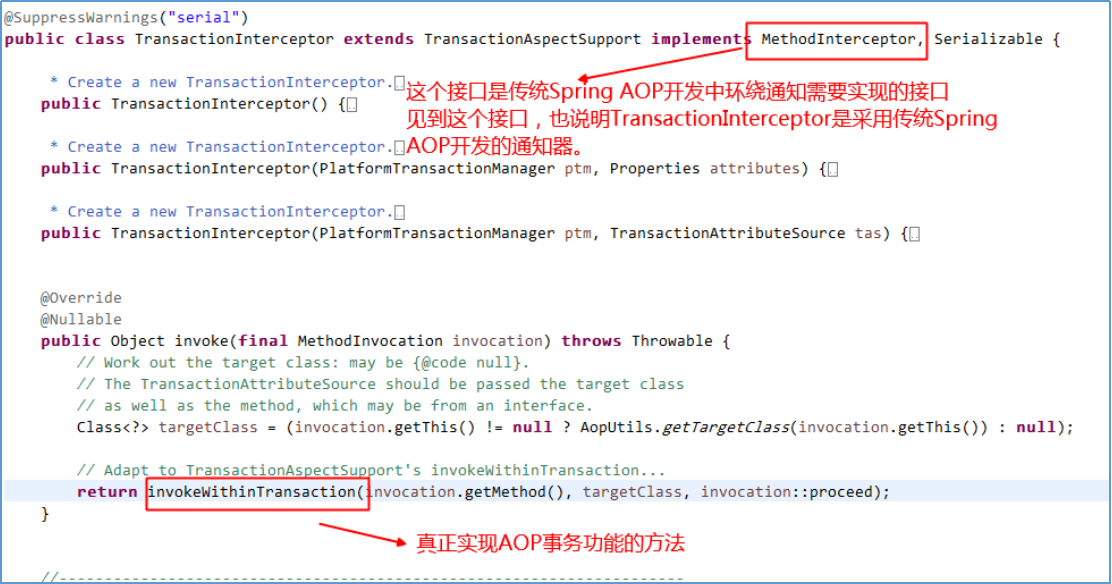 @SuppressWarnings("serial")
public class TransactionInterceptor extends TransactionAspectSupport implements MethodInterceptor, Serializable {
* Create a new TransactionInterceptor.
这个接口是传统Spring AOP开发中环绕通知需要实现的接口
public TransactionInterceptor() {
见到这个接口，也说明TransactionInterceptor是采用传统Spring
* Create a new TransactionInterceptor.
AOP开发的通知器。
public TransactionInterceptor(PlatformTransactionManager ptm, Properties attributes) {
* Create a new TransactionInterceptor.
public TransactionInterceptor(PlatformTransactionManager ptm, TransactionAttributeSource tas) {
@Override
@Nullable
public Object invoke(final MethodInvocation invocation) throws Throwable {
// Work out the target class: may be {@code null}.
// The TransactionAttributeSource should be passed the target class
// as well as the method, which may be from an interface.
Class<?> targetClass = (invocation.getThis() != null ? AopUtils.getTargetClass(invocation.getThis()) : null);
// Adapt to TransactionAspectSupport's invokeWithinTransaction...
return invokeWithinTransaction(invocation.getMethod(), targetClass, invocation::proceed);
}
真正实现AOP事务功能的方法
//---------------------------------------------------------------------